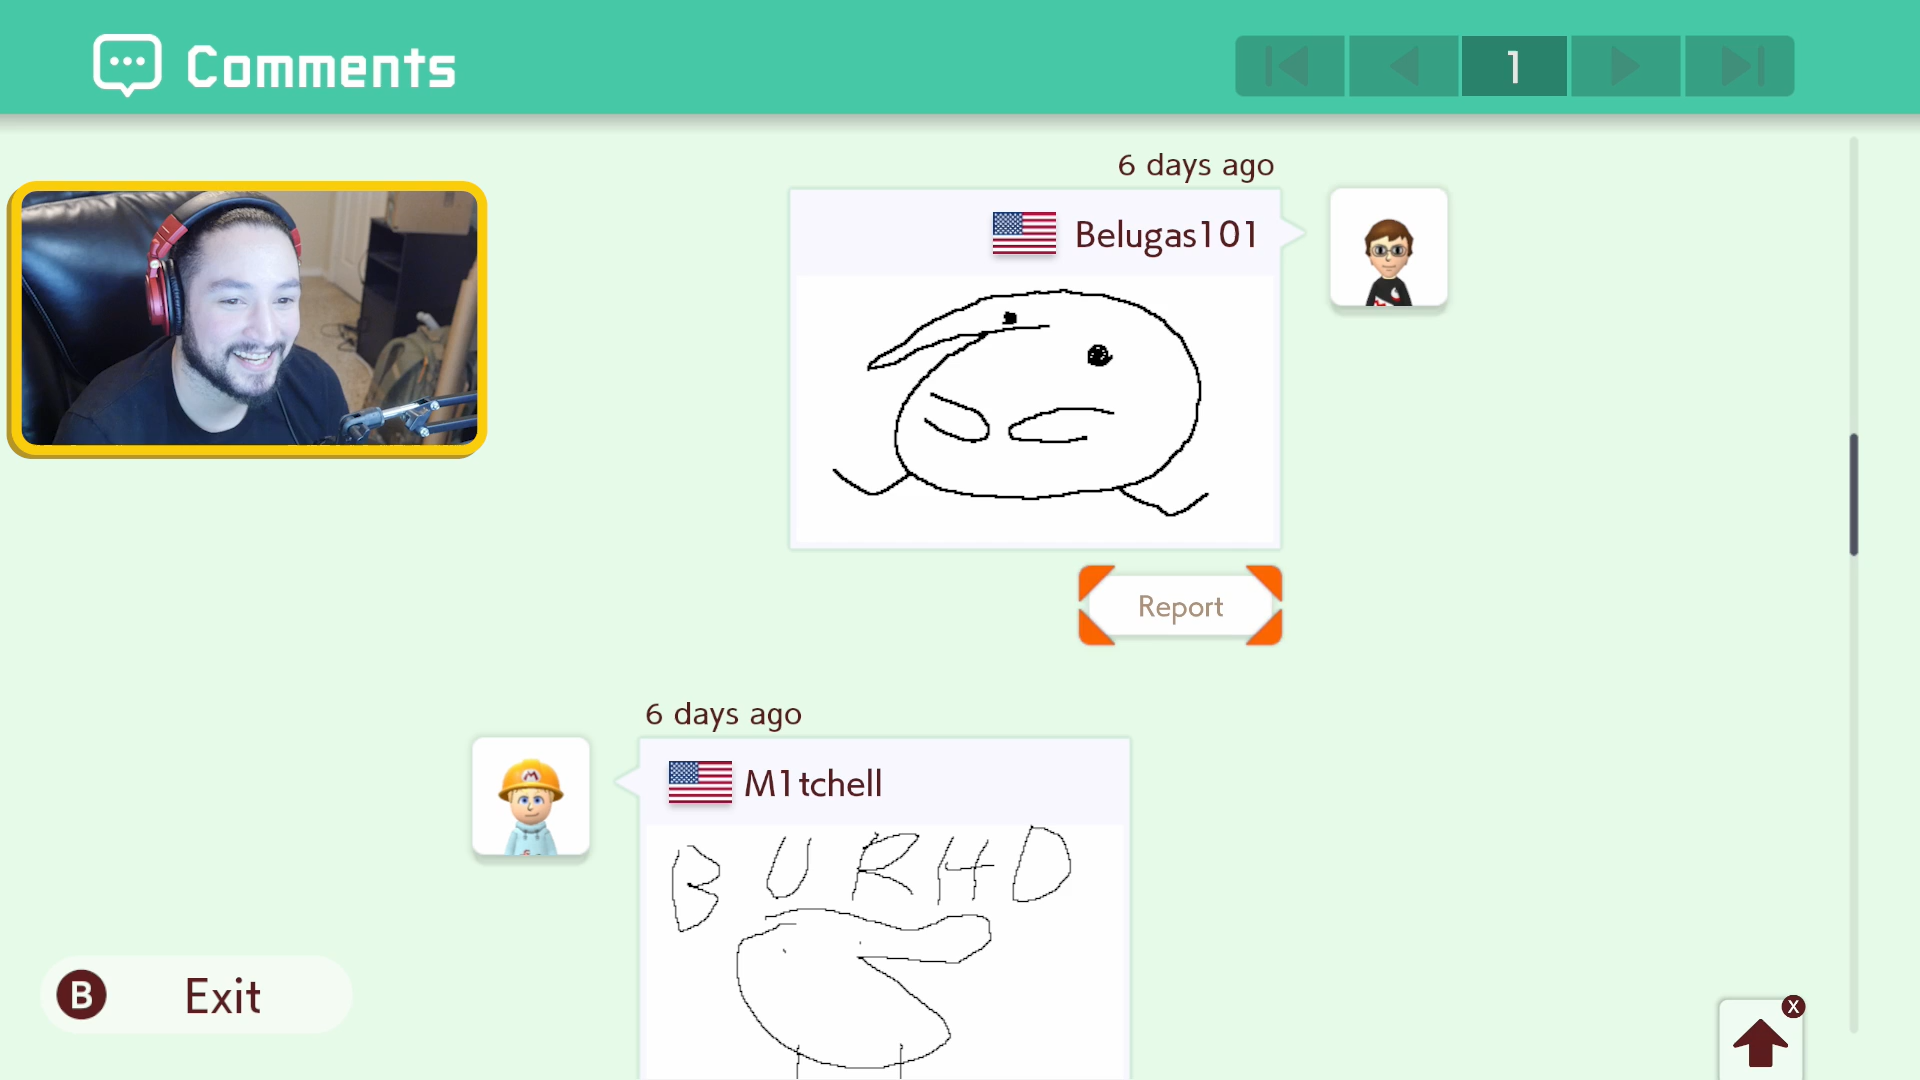 Comments
1
6 days ago
Belugas101
Report
6 days ago
M1tchell
BURHD
B Exit
X